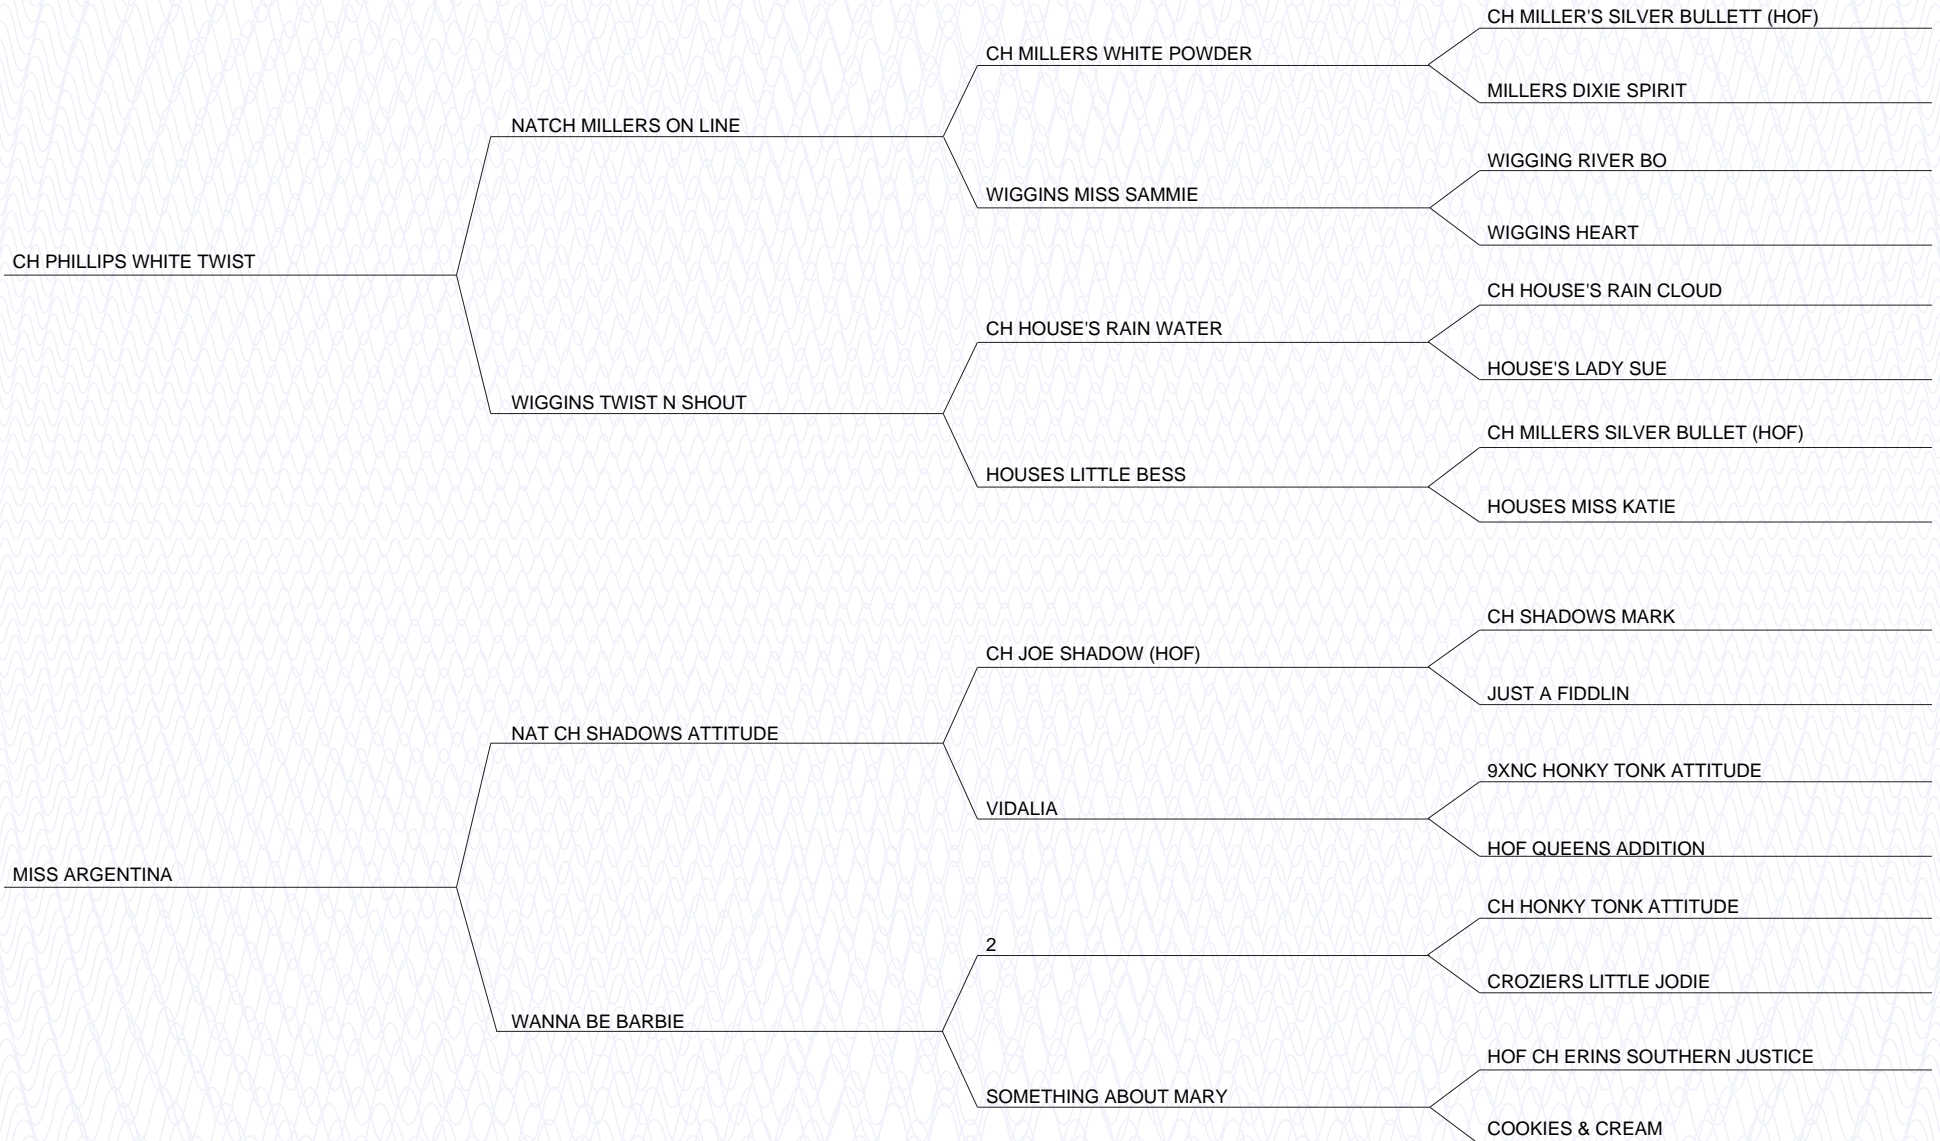 CH MILLER'S SILVER BULLETT (HOF)
CH MILLERS WHITE POWDER
MILLERS DIXIE SPIRIT
NATCH MILLERS ON LINE
WIGGING RIVER BO
WIGGINS MISS SAMMIE
WIGGINS HEART
CH PHILLIPS WHITE TWIST
CH HOUSE'S RAIN CLOUD
CH HOUSE'S RAIN WATER
HOUSE'S LADY SUE
WIGGINS TWIST N SHOUT
CH MILLERS SILVER BULLET (HOF)
HOUSES LITTLE BESS
HOUSES MISS KATIE
CH SHADOWS MARK
CH JOE SHADOW (HOF)
JUST A FIDDLIN
NAT CH SHADOWS ATTITUDE
9XNC HONKY TONK ATTITUDE
VIDALIA
HOF QUEENS ADDITION
MISS ARGENTINA
CH HONKY TONK ATTITUDE
2
CROZIERS LITTLE JODIE
WANNA BE BARBIE
HOF CH ERINS SOUTHERN JUSTICE
SOMETHING ABOUT MARY
COOKIES & CREAM